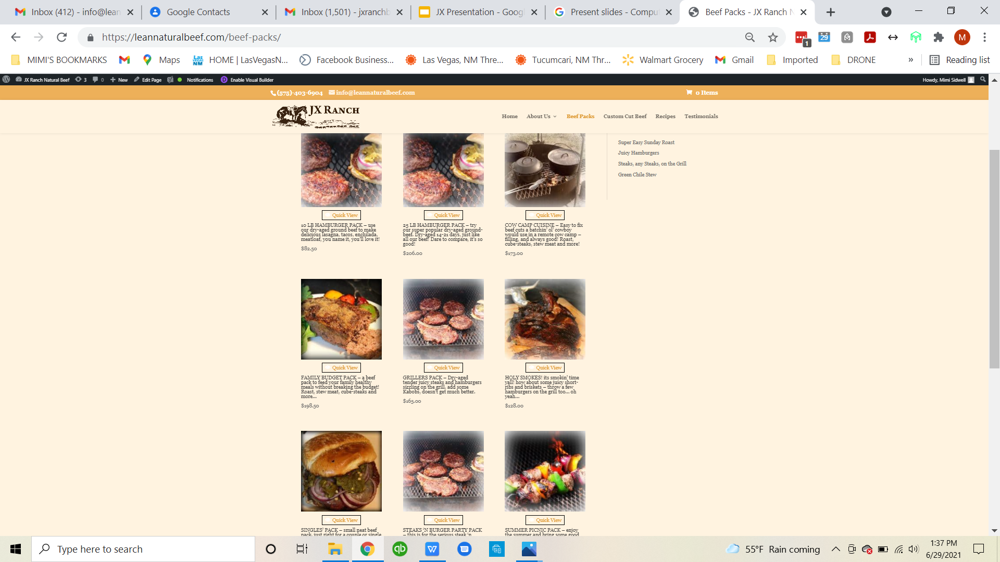 Inbox (412) - info@lean
Google Contacts
Inbox (1,501) - jxranchb
JX Presentation - Goog
Present slides - Compu
Beef Packs - JX Ranch N
https://leannaturalbeef.com/beef-packs/
1
29
M
MIMI'S BOOKMARKS
Maps
Las Vegas NM
HOME | LasVegasN...
Facebook Business...
Las Vegas, NM Thre...
Tucumcari, NM Thr...
Walmart Grocery
Gmail
Imported
DRONE
»
Reading list
JX Ranch Natural Beef
3
0
New
Edit Page
Notifications
D
Enable Visual Builder
Howdy, Mimi Sidwell
(575)-403-6904
info@leannaturalbeef.com
0 Items
JX RANCH
Home
About Us
Beef Packs
Custom Cut Beef
Recipes
Testimonials
Super Easy Sunday Roast
Juicy Hamburgers
Steaks, any Steaks, on the Grill
Green Chile Stew
Quick View
10 LB HAMBURGER PACK – use
our dry-aged ground beef to make
delicious lasagna, tacos, enchilada,
meatloaf, you name it, you'll love it!
$82.50
Quick View
25 LB HAMBURGER PACK – try
our super popular dry-aged ground-
beef. Dry-aged 14-21 days, just like
all our beef! Dare to compare, it's so
good!
$206.00
Quick View
COW CAMP CUISINE – Easy to fix
beef cuts a batchin' ol' cowboy
would use in a remote cow camp –
filling, and always good! Roast,
cube-steaks, stew meat and more!
$173.00
Quick View
FAMILY BUDGET PACK – a beef
pack to feed your family healthy
meals without breaking the budget!
Roast, stew meat, cube-steaks and
more...
$198.50
Quick View
GRILLERS PACK – Dry-aged
tender juicy steaks and hamburgers
sizzling on the grill, add some
Kabobs, doesn't get much better.
$165.00
Quick View
HOLY SMOKES! its smokin' time
yall! how about some juicy short-
ribs and briskets – throw a few
hamburgers on the grill too... oh
yeah...
$128.00
Quick View
SINGLES' PACK – small neat beef
pack, just right for a couple or single
Quick View
STEAKS 'N BURGER PARTY PACK
– this is for the serious steak 'n
Quick View
SUMMER PICNIC PACK – enjoy
the summer and bring some good
Type here to search
qb
W
55°F Rain coming
1:37 PM
6/29/2021